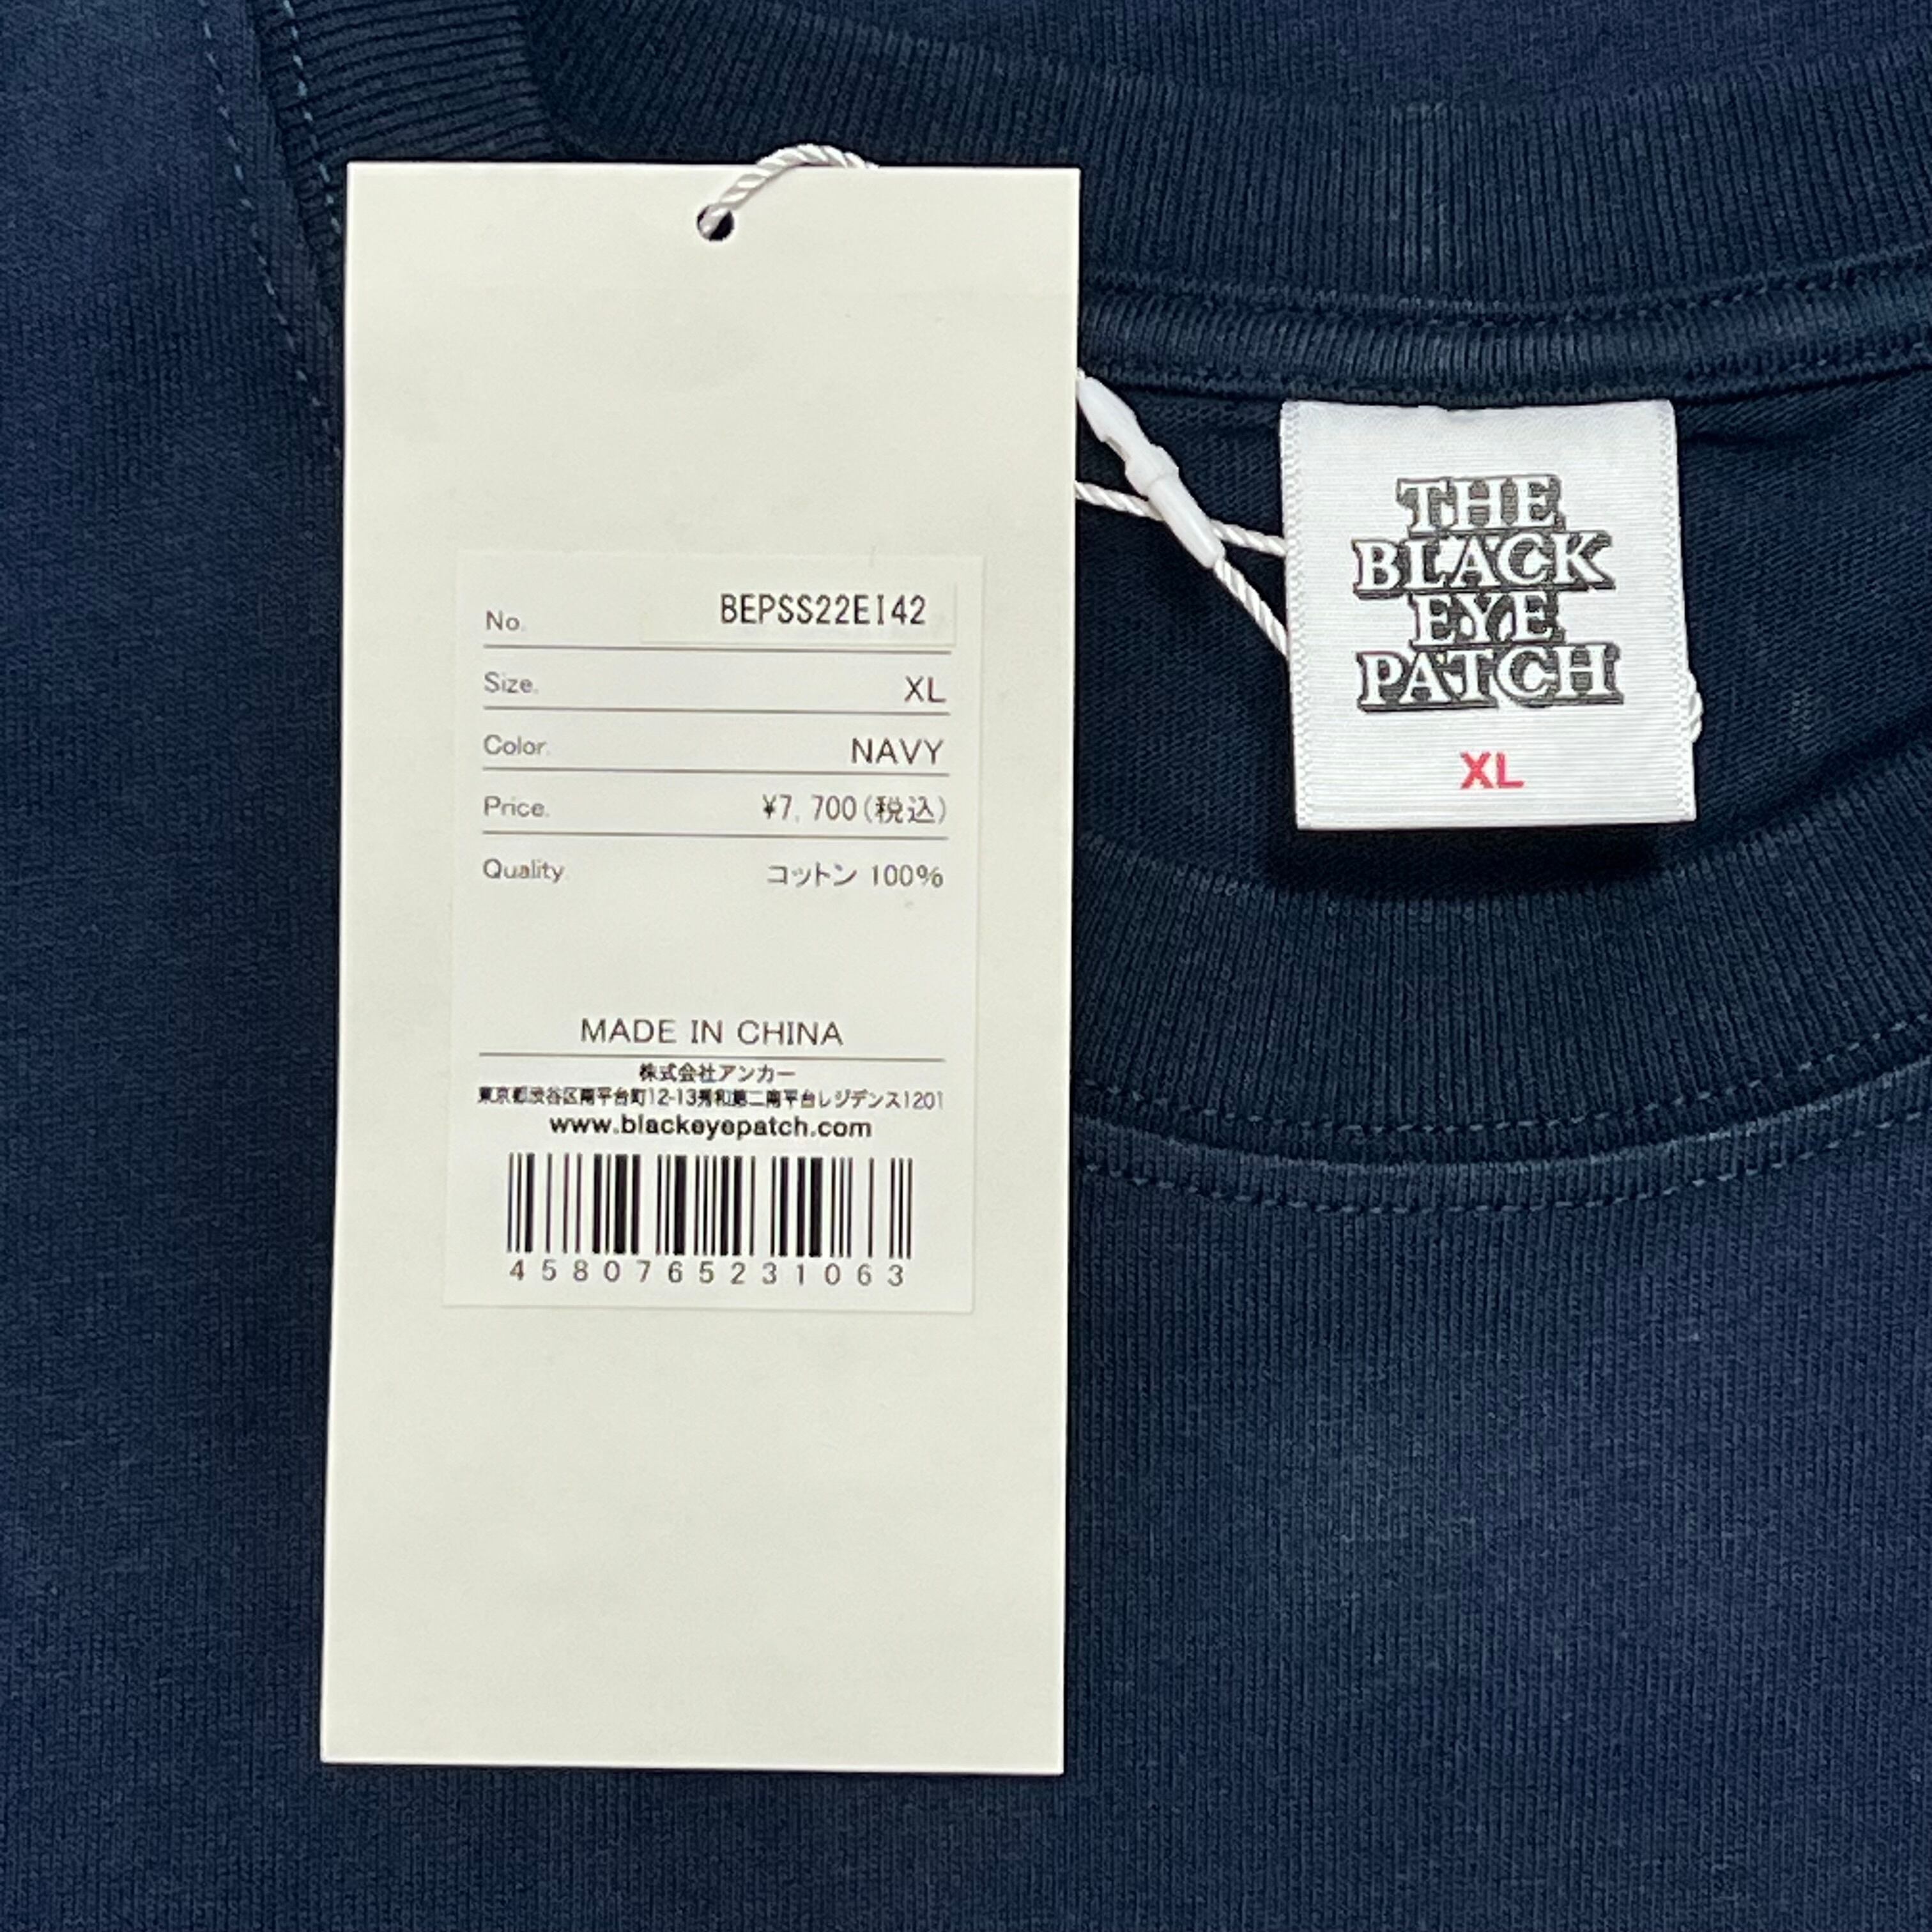 No. BEPSS22EI42
Size. XL
Color. NAVY
Price. ¥7,700(税込)
Quality. コットン 100%
MADE IN CHINA
株式会社アンカー
東京都渋谷区南平台町12-13秀和第二南平台レジデンス1201
www.blackeyepatch.com
4580765231063
THE
BLACK
EYE
PATCH
XL